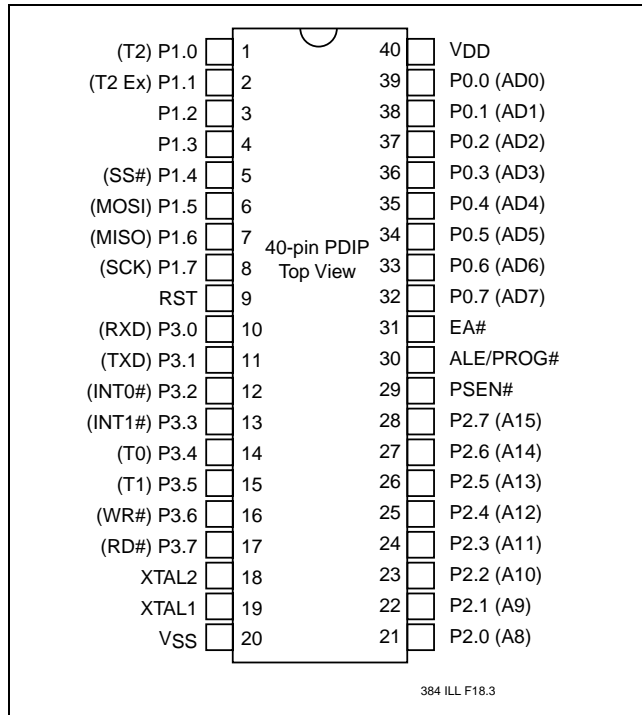 (T2) P1.0 1 40 VDD
(T2 Ex) P1.1 2 39 P0.0 (AD0)
P1.2 3 38 P0.1 (AD1)
P1.3 4 37 P0.2 (AD2)
(SS#) P1.4 5 36 P0.3 (AD3)
(MOSI) P1.5 6 35 P0.4 (AD4)
(MISO) P1.6 7 34 P0.5 (AD5)
40-pin PDIP
(SCK) P1.7 8 33 P0.6 (AD6)
Top View
RST 9 32 P0.7 (AD7)
(RXD) P3.0 10 31 EA#
(TXD) P3.1 11 30 ALE/PROG#
(INT0#) P3.2 12 29 PSEN#
(INT1#) P3.3 13 28 P2.7 (A15)
(T0) P3.4 14 27 P2.6 (A14)
(T1) P3.5 15 26 P2.5 (A13)
(WR#) P3.6 16 25 P2.4 (A12)
(RD#) P3.7 17 24 P2.3 (A11)
XTAL2 18 23 P2.2 (A10)
XTAL1 19 22 P2.1 (A9)
VSS 20 21 P2.0 (A8)
384 ILL F18.3